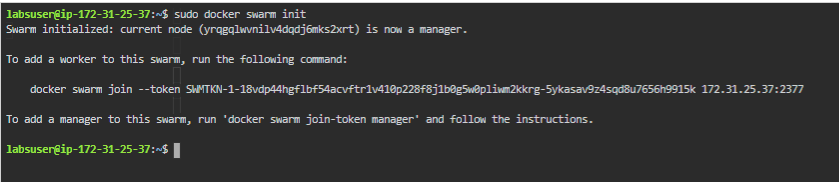 labsuser@ip-172-31-25-37:~$ sudo docker swarm init
Swarm initialized: current node (yrqgqlwvnilv4dqdj6mks2xrt) is now a manager.
To add a worker to this swarm, run the following command:
docker swarm join --token SWMTKN-1-18vdp44hgflbf54acvftr1v410p228f8j1b0g5w0pliwm2kkrg-5ykasav9z4sqd8u7656h9915k 172.31.25.37:2377
To add a manager to this swarm, run 'docker swarm join-token manager' and follow the instructions.
labsuser@ip-172-31-25-37:~$